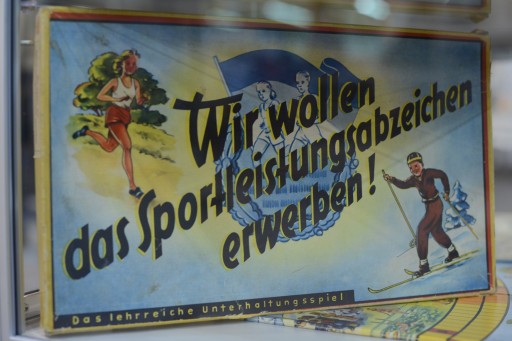 Wir wollen
das Sportleistungsabzeichen
erwerben!
Das lehrreiche Unterhaltungsspiel